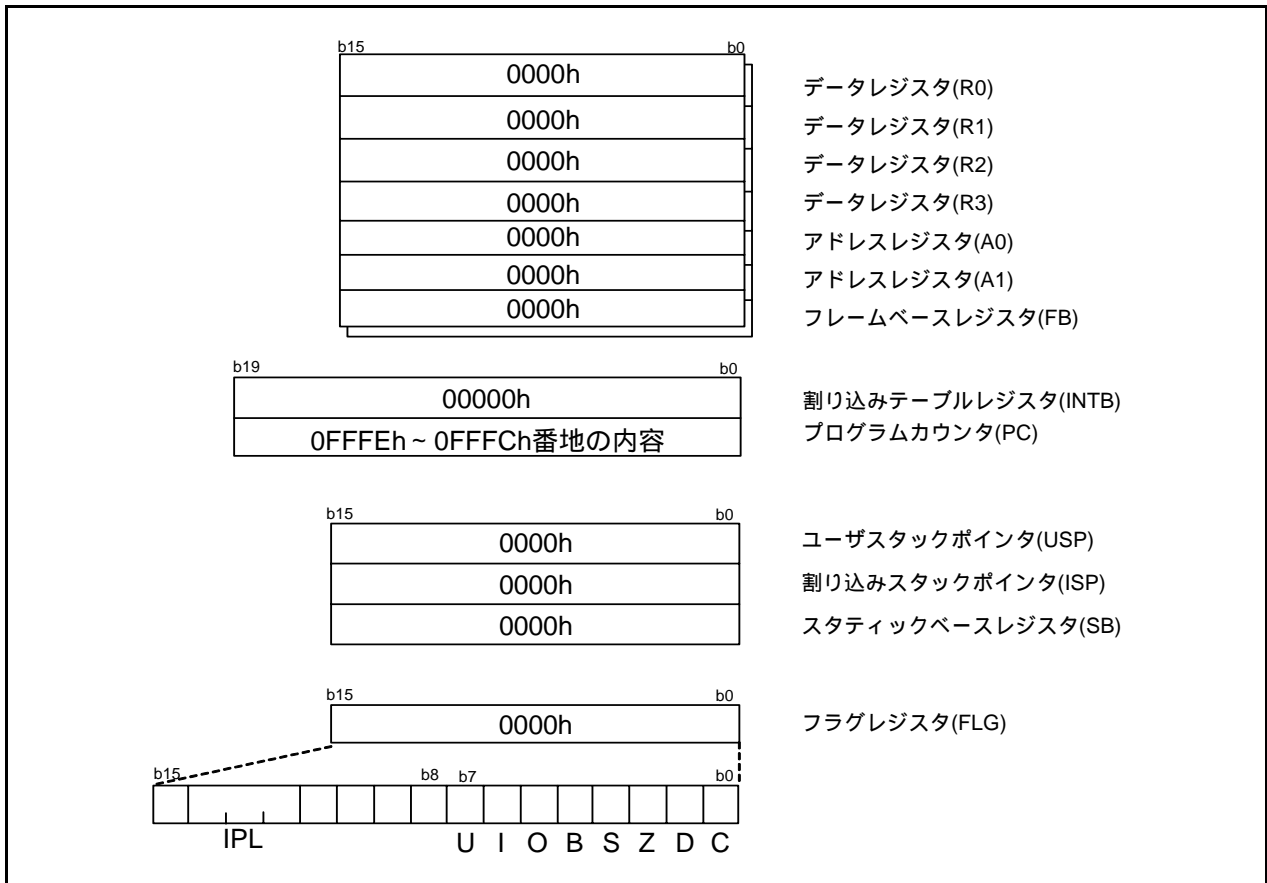 b15 b0
0000h データレジスタ(R0)
0000h データレジスタ(R1)
0000h データレジスタ(R2)
0000h データレジスタ(R3)
0000h アドレスレジスタ(A0)
0000h アドレスレジスタ(A1)
0000h フレームベースレジスタ(FB)
b19 b0
00000h 割り込みテーブルレジスタ(INTB)
0FFFEh ~ 0FFFCh番地の内容 プログラムカウンタ(PC)
b15 b0
0000h ユーザスタックポインタ(USP)
0000h 割り込みスタックポインタ(ISP)
0000h スタティックベースレジスタ(SB)
b15 b0
0000h フラグレジスタ(FLG)
b15 b8 b7 b0
IPL U I O B S Z D C